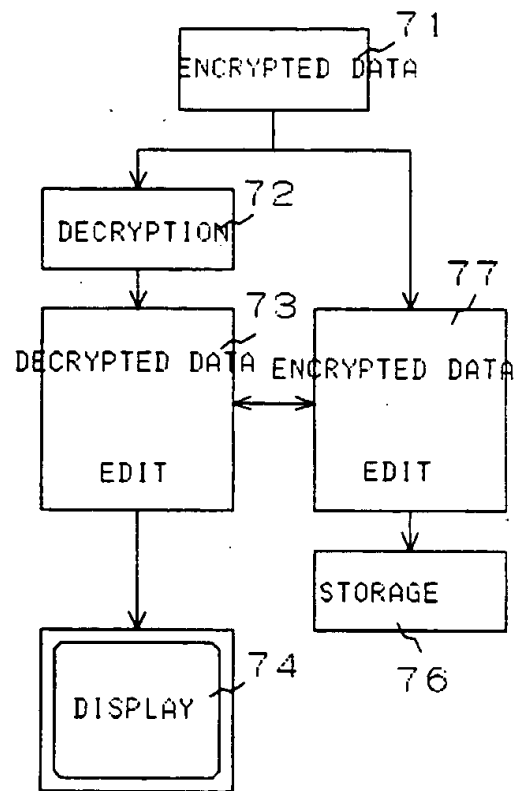 71
ENCRYPTED DATA
72
DECRYPTION
73
77
DECRYPTED DATA
ENCRYPTED DATA
EDIT
EDIT
STORAGE
76
74
DISPLAY